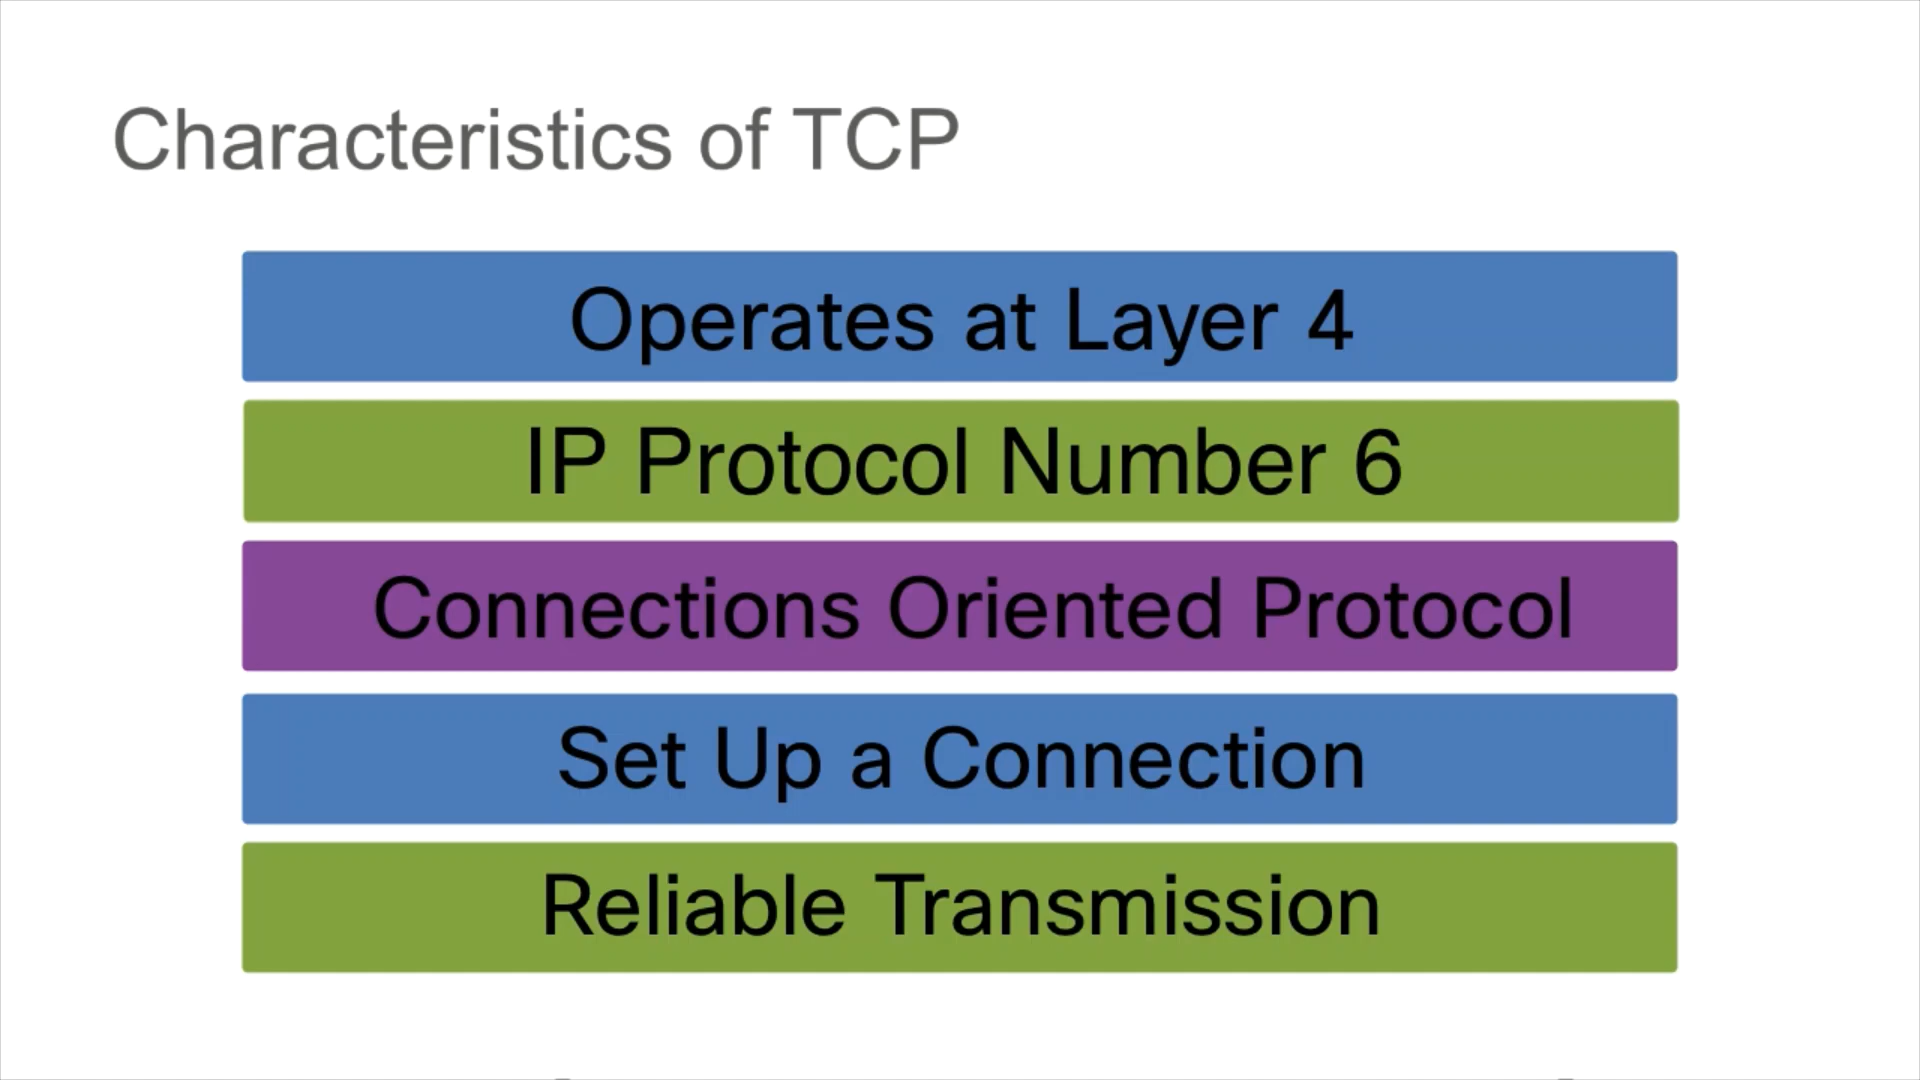 Characteristics of TCP
Operates at Layer 4
IP Protocol Number 6
Connections Oriented Protocol
Set Up a Connection
Reliable Transmission